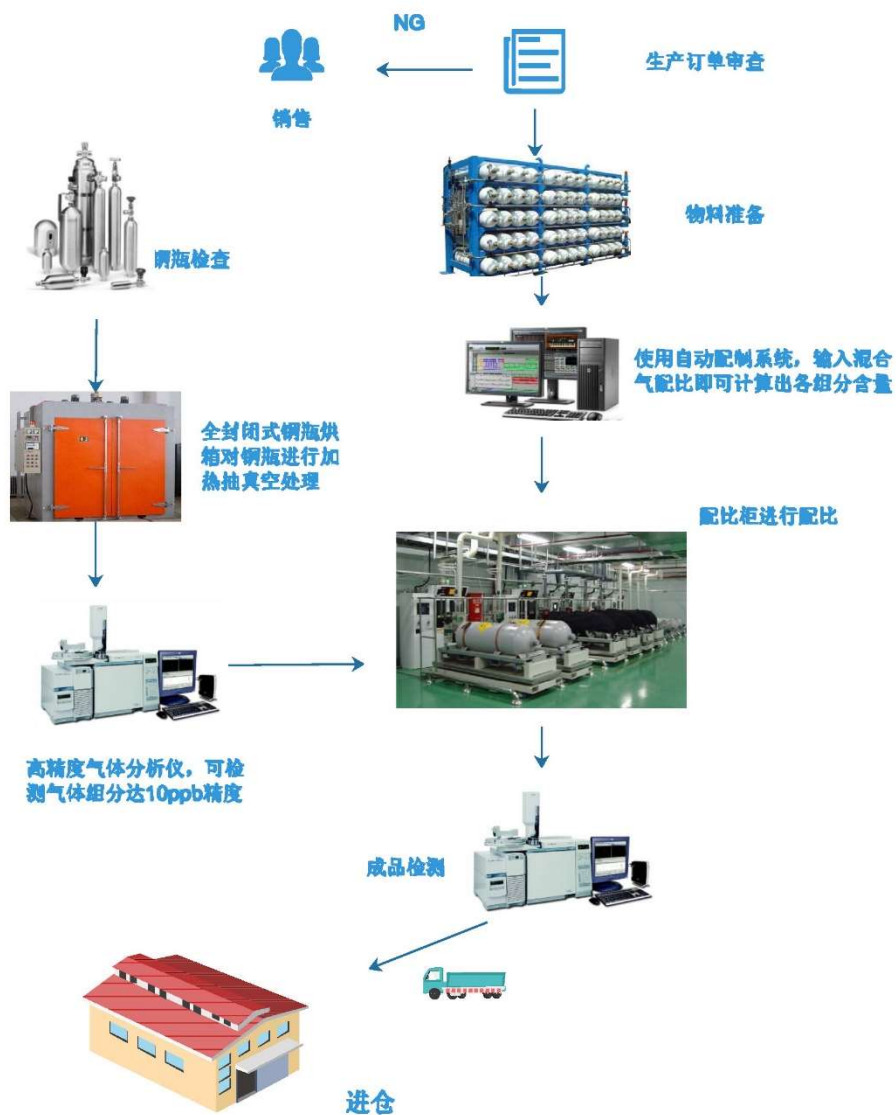 NG
生产订单审查
销售
物料准备
钢瓶检查
使用自动配制系统，输入混合
气配比即可计算出各组分含量
全封闭式钢瓶烘
箱对钢瓶进行加
热抽真空处理
配比柜进行配比
高精度气体分析仪，可检
测气体组分达10ppb精度
成品检测
进仓